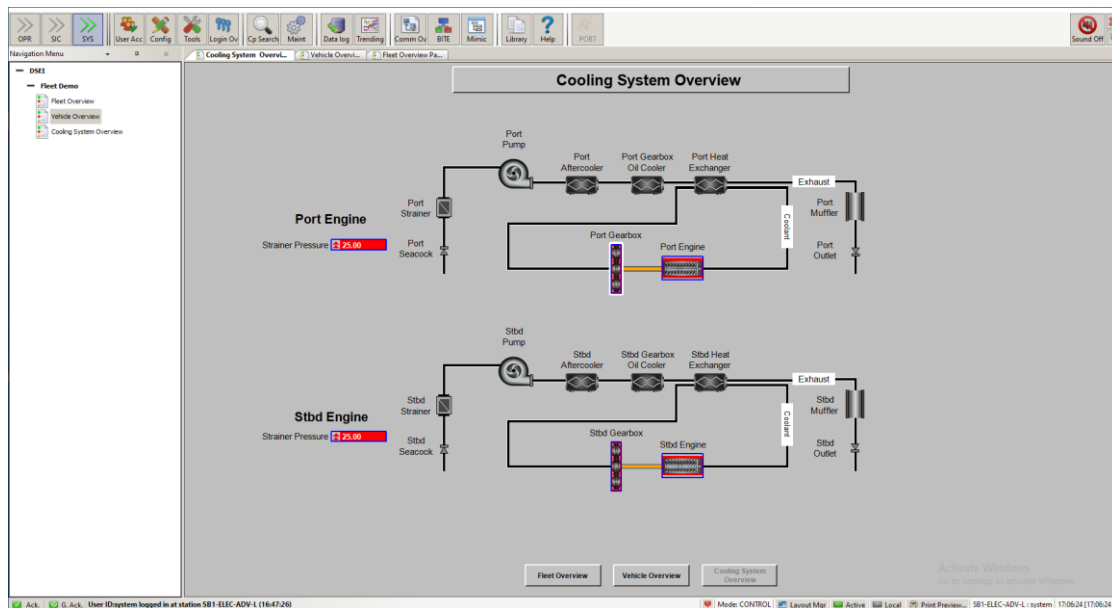 OPR SIC SYS User Acc Config Tools Login Ov Cp Search Maint Data log Trending Comm Ov BITE Mimic Library Help POBT Sound Off
Navigation Menu
Cooling System Overvi... Vehicle Overvi... Fleet Overview Pa...
DSEI
Fleet Demo
Fleet Overview
Vehicle Overview
Cooling System Overview
Cooling System Overview
Port
Pump
Port
Aftercooler
Port Gearbox
Oil Cooler
Port Heat
Exchanger
Exhaust
Port
Strainer
Port
Muffler
Port Engine
Coolant
Strainer Pressure 25.00
Port
Seacock
Port Gearbox
Port Engine
Port
Outlet
Stbd
Pump
Stbd
Aftercooler
Stbd Gearbox
Oil Cooler
Stbd Heat
Exchanger
Exhaust
Stbd
Strainer
Stbd
Muffler
Stbd Engine
Coolant
Strainer Pressure 25.00
Stbd
Seacock
Stbd Gearbox
Stbd Engine
Stbd
Outlet
Fleet Overview
Vehicle Overview
Cooling System
Overview
Activate Windows
Go to Settings to activate Windows.
Ack. G. Ack. User ID:system logged in at station SB1-ELEC-ADV-L (16:47:26)
Mode: CONTROL Layout Mgr Active Local Print Preview... SB1-ELEC-ADV-L : system 17:06:24 [17:06:24